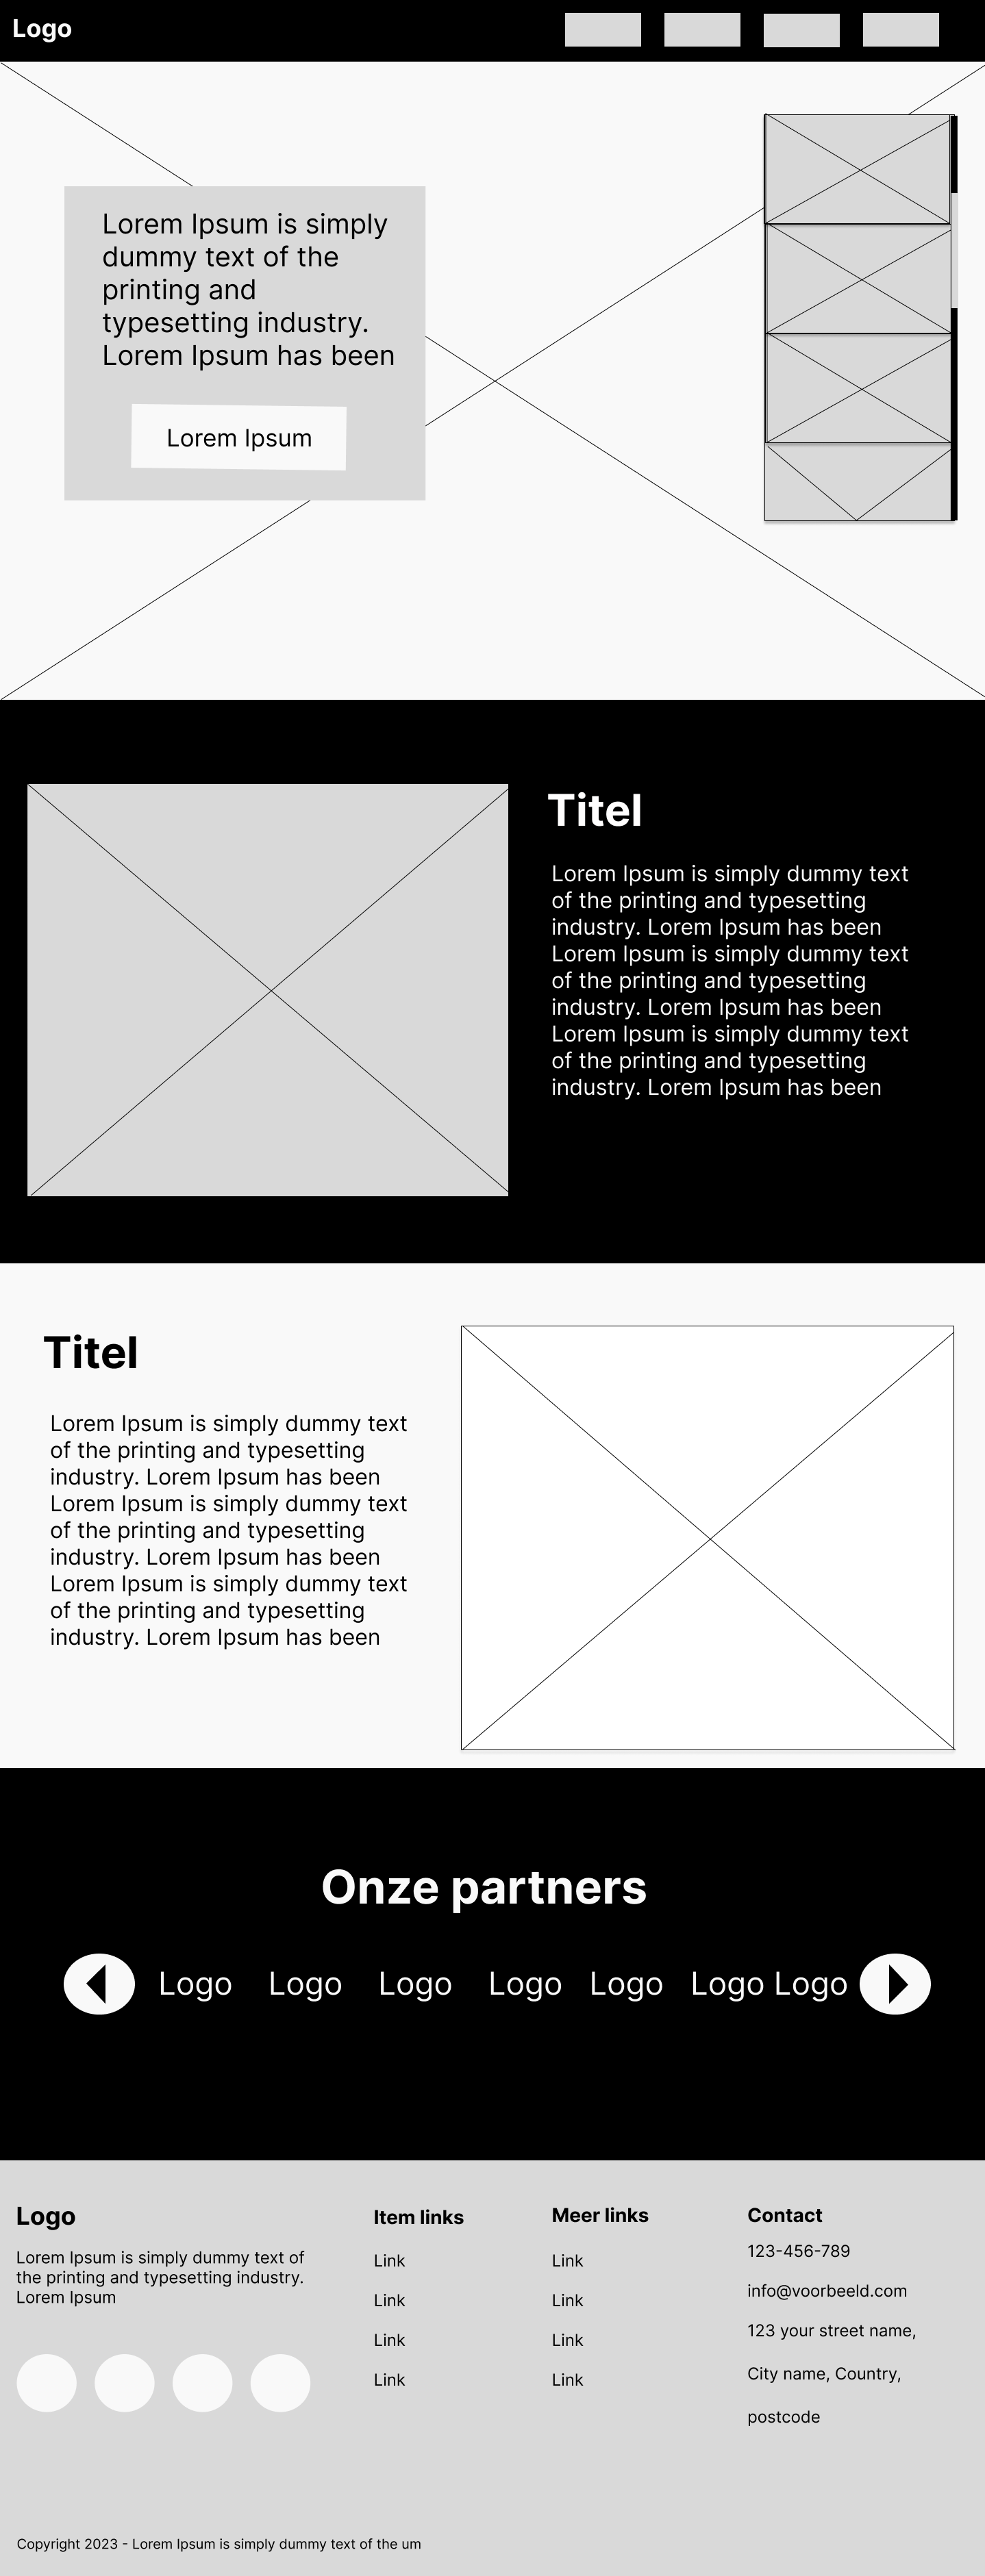 Logo
Lorem Ipsum is simply
dummy text of the
printing and
typesetting industry.
Lorem Ipsum has been
Lorem Ipsum
Titel
Lorem Ipsum is simply dummy text
of the printing and typesetting
industry. Lorem Ipsum has been
Lorem Ipsum is simply dummy text
of the printing and typesetting
industry. Lorem Ipsum has been
Lorem Ipsum is simply dummy text
of the printing and typesetting
industry. Lorem Ipsum has been
Titel
Lorem Ipsum is simply dummy text
of the printing and typesetting
industry. Lorem Ipsum has been
Lorem Ipsum is simply dummy text
of the printing and typesetting
industry. Lorem Ipsum has been
Lorem Ipsum is simply dummy text
of the printing and typesetting
industry. Lorem Ipsum has been
Onze partners
Logo Logo Logo Logo Logo Logo Logo
Logo
Lorem Ipsum is simply dummy text of
the printing and typesetting industry.
Lorem Ipsum
Item links
Link
Link
Link
Link
Meer links
Link
Link
Link
Link
Contact
123-456-789
info@voorbeeld.com
123 your street name,
City name, Country,
postcode
Copyright 2023 - Lorem Ipsum is simply dummy text of the um